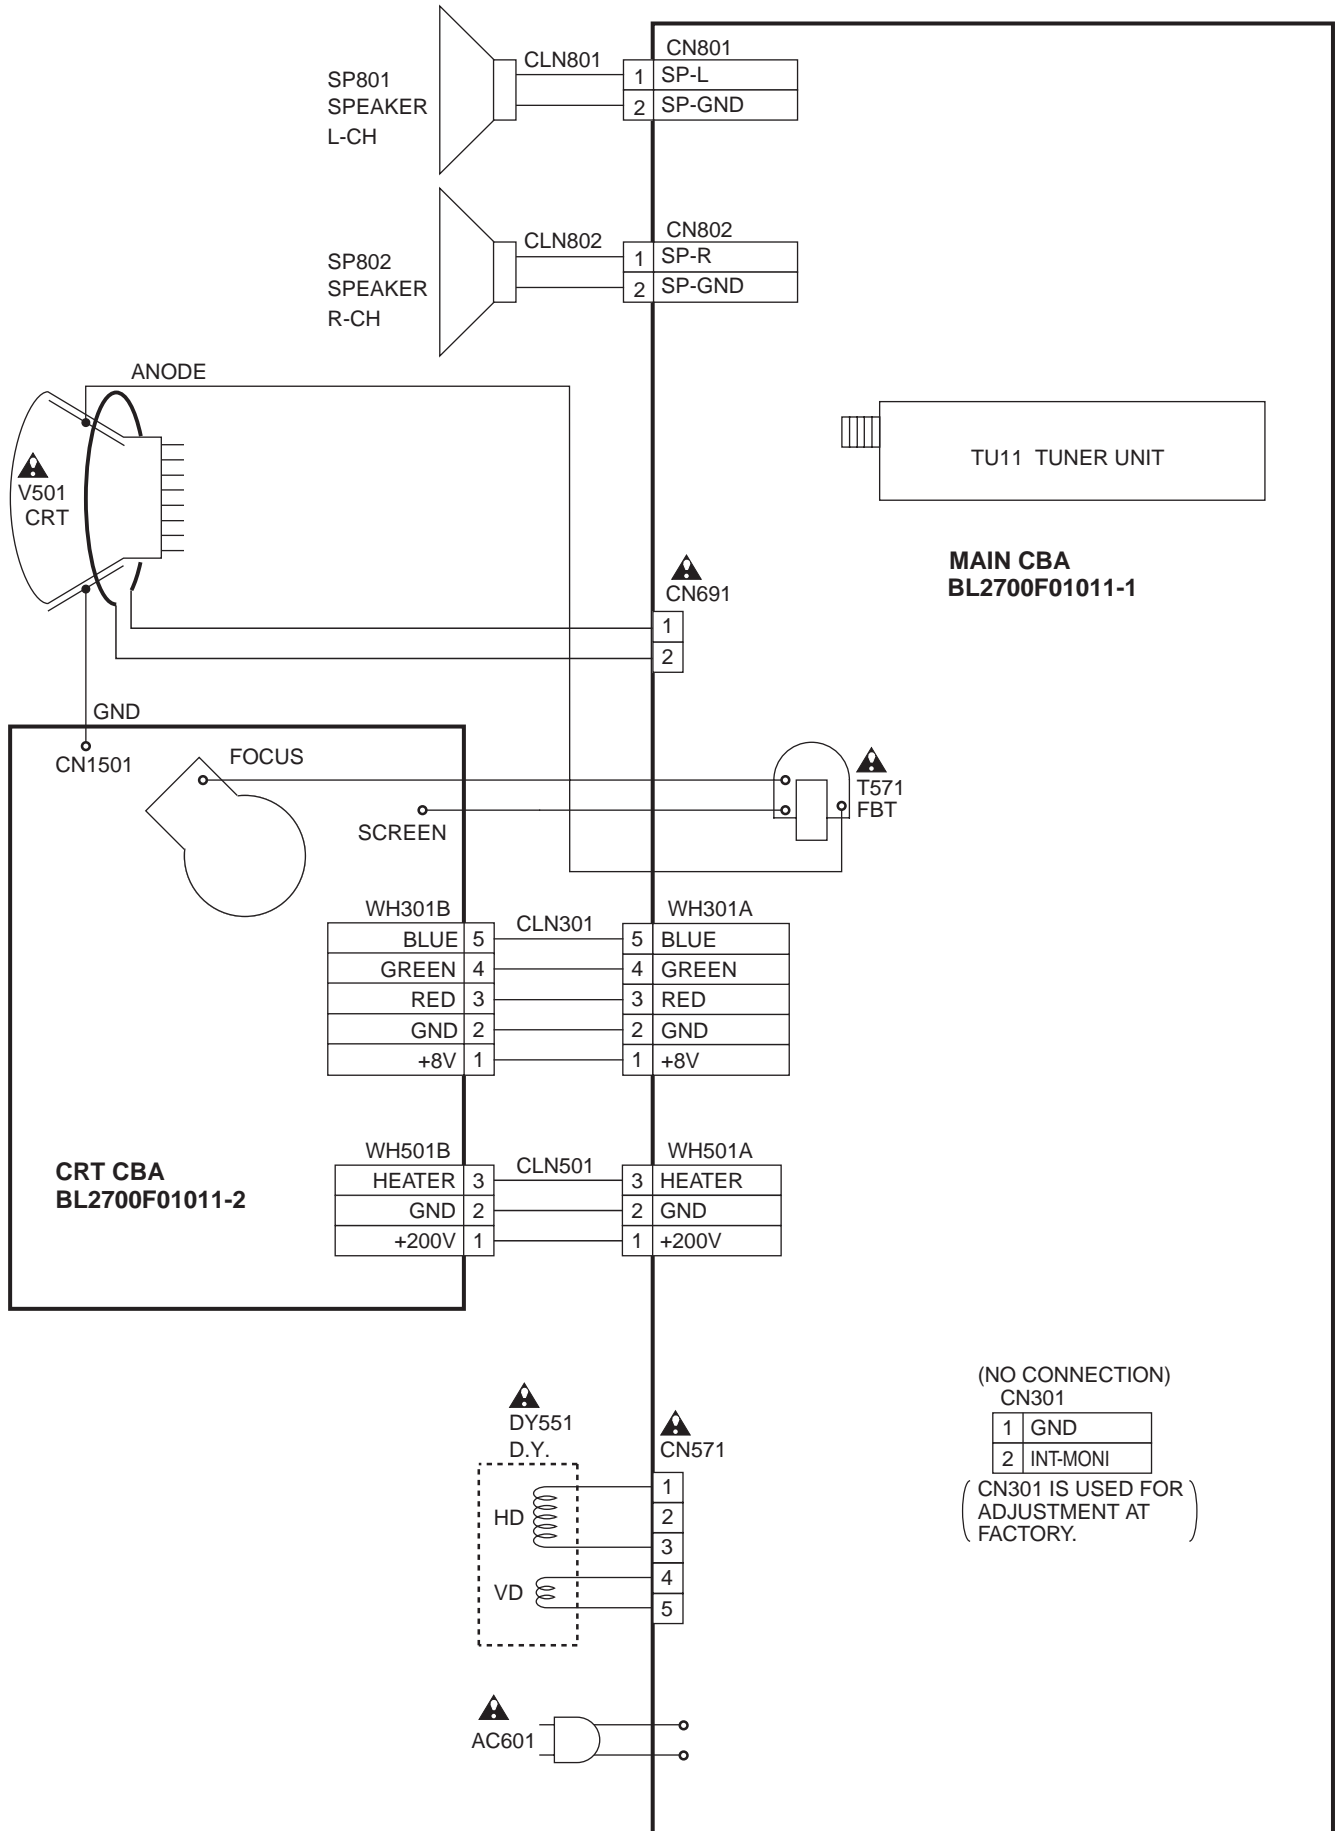 CN801
CLN801
1 SP-L
SP801
SPEAKER
L-CH
2 SP-GND
CN802
CLN802
1 SP-R
SP802
SPEAKER
R-CH
2 SP-GND
ANODE
TU11 TUNER UNIT
V501
CRT
MAIN CBA
BL2700F01011-1
CN691
1
2
GND
CN1501
FOCUS
T571
FBT
SCREEN
WH301B
CLN301
WH301A
BLUE 5 5 BLUE
GREEN 4 4 GREEN
RED 3 3 RED
GND 2 2 GND
+8V 1 1 +8V
WH501B
CLN501
WH501A
HEATER 3 3 HEATER
GND 2 2 GND
+200V 1 1 +200V
CRT CBA
BL2700F01011-2
(NO CONNECTION)
CN301
1 GND
2 INT-MONI
( CN301 IS USED FOR
ADJUSTMENT AT
FACTORY. )
DY551
D.Y.
CN571
HD
1
2
3
VD
4
5
AC601